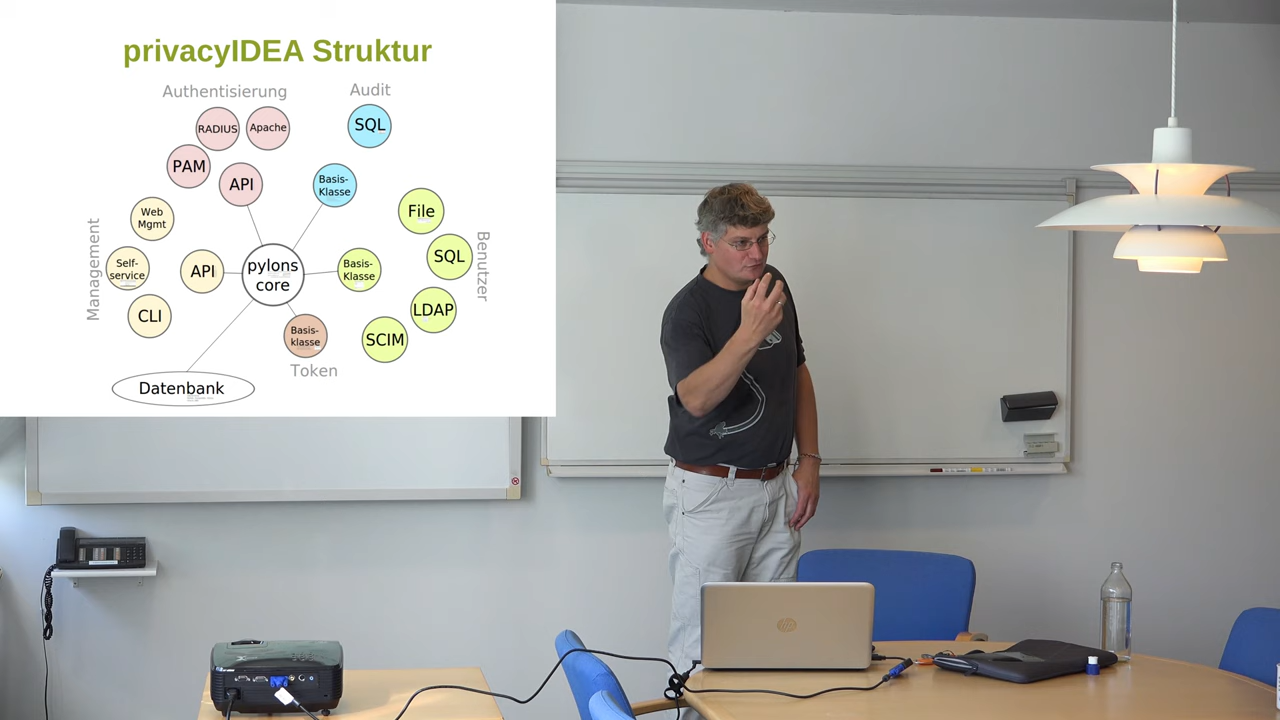 privacyIDEA Struktur
Authentisierung
Audit
RADIUS
Apache
SQL
PAM
API
Basis-
Klasse
Web
Mgmt
File
Management
Self-
service
API
pylons
core
Basis-
Klasse
SQL
Benutzer
CLI
Basis-
klasse
LDAP
SCIM
Token
Datenbank
hp